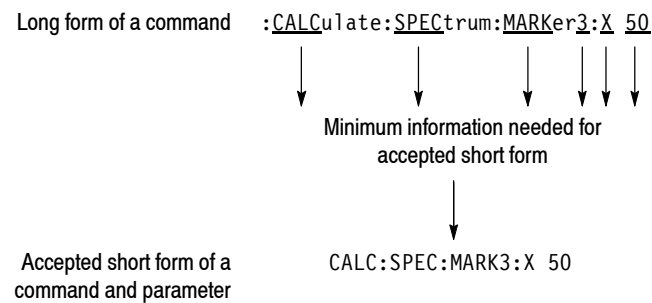 Long form of a command :CALCulate:SPECtrum:MARKer3:X 50
Minimum information needed for
accepted short form
Accepted short form of a CALC:SPEC:MARK3:X 50
command and parameter